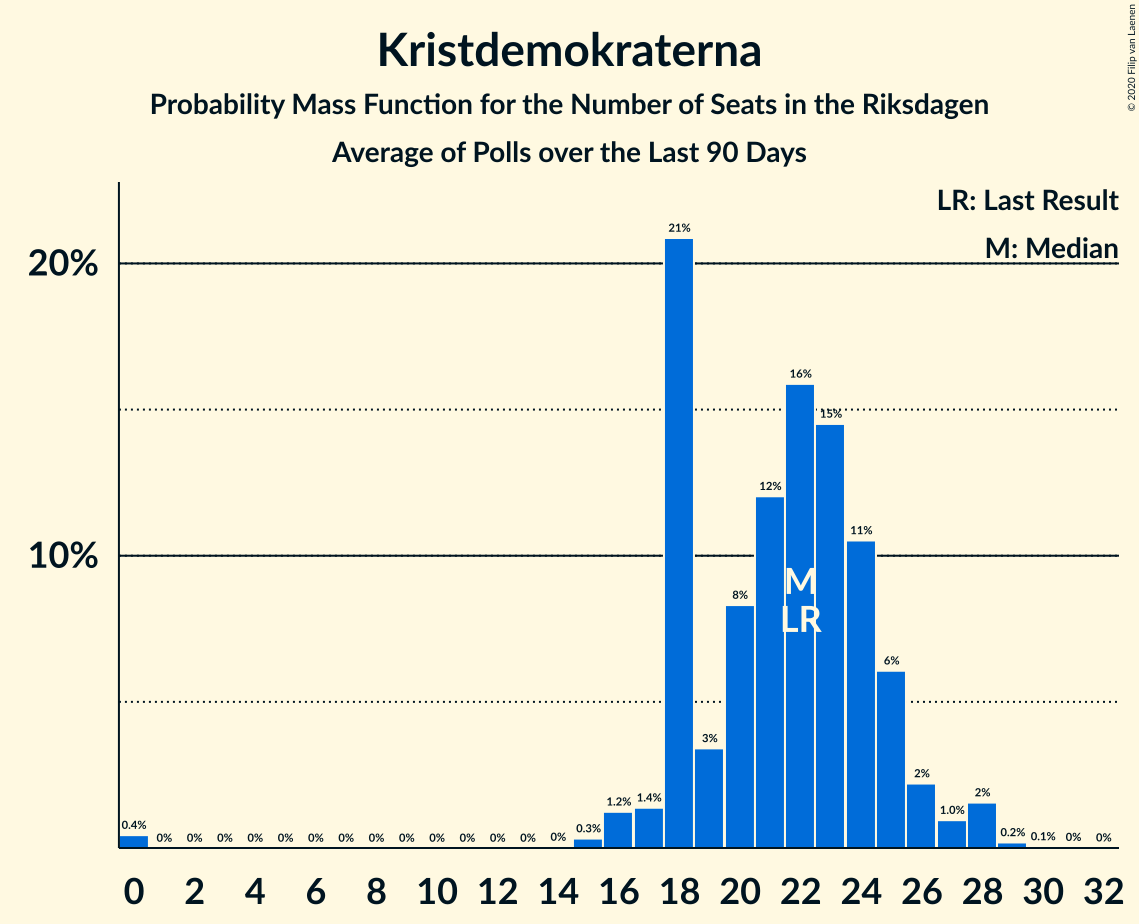 Kristdemokraterna
Probability Mass Function for the Number of Seats in the Riksdagen
Average of Polls over the Last 90 Days
© 2020 Filip van Laenen
LR: Last Result
M: Median
20%
10%
0.4% 0% 0% 0% 0% 0% 0% 0% 0% 0% 0% 0% 0% 0% 0% 0.3% 1.2% 1.4% 21% 3% 8% 12% 16% 15% 11% 6% 2% 1.0% 2% 0.2% 0.1% 0% 0%
M
LR
0 2 4 6 8 10 12 14 16 18 20 22 24 26 28 30 32